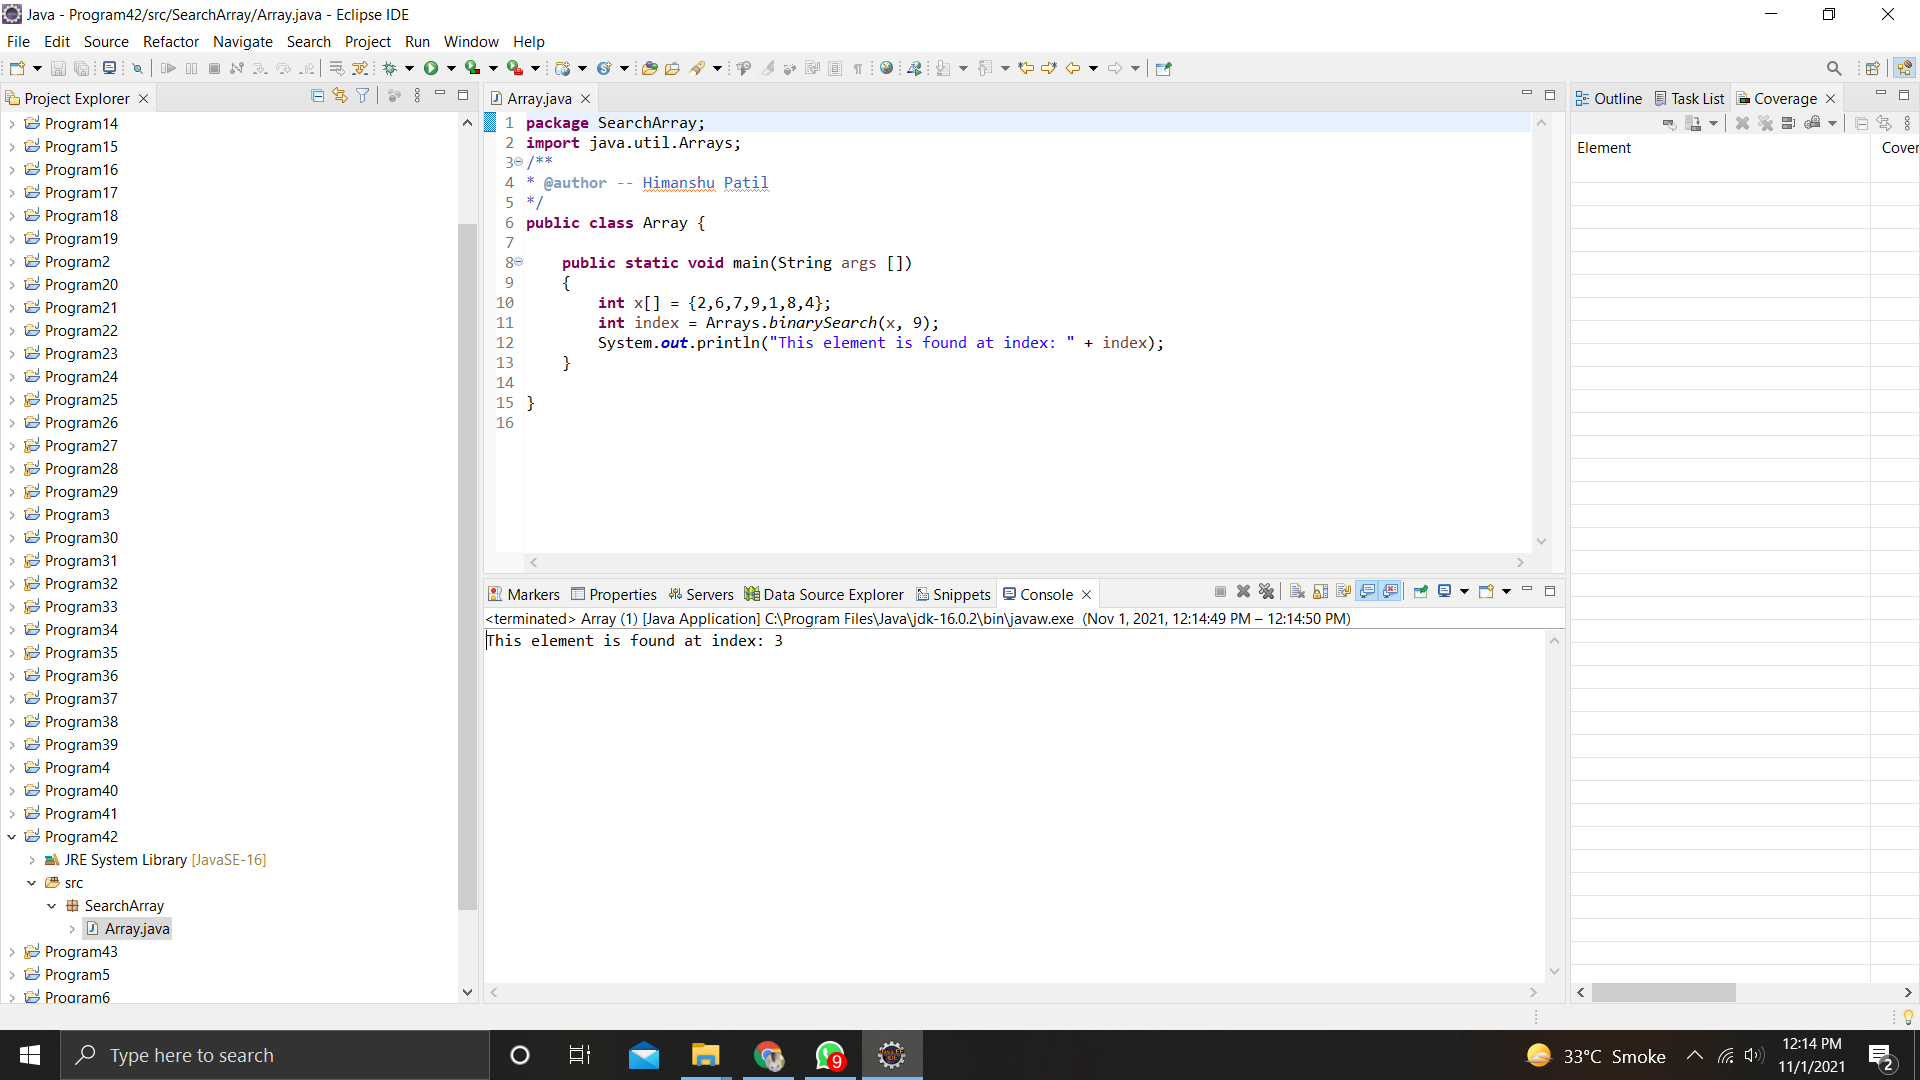 Java - Program42/src/SearchArray/Array.java - Eclipse IDE
File Edit Source Refactor Navigate Search Project Run Window Help
Project Explorer
Program14
Program15
Program16
Program17
Program18
Program19
Program2
Program20
Program21
Program22
Program23
Program24
Program25
Program26
Program27
Program28
Program29
Program3
Program30
Program31
Program32
Program33
Program34
Program35
Program36
Program37
Program38
Program39
Program4
Program40
Program41
Program42
JRE System Library [JavaSE-16]
src
SearchArray
Array.java
Program43
Program5
Program6
Array.java
1 package SearchArray;
2 import java.util.Arrays;
3 /**
4 * @author -- Himanshu Patil
5 */
6 public class Array {
7
8 public static void main(String args [])
9 {
10 int x[] = {2,6,7,9,1,8,4};
11 int index = Arrays.binarySearch(x, 9);
12 System.out.println("This element is found at index: " + index);
13 }
14
15 }
16
Markers Properties Servers Data Source Explorer Snippets Console
<terminated> Array (1) [Java Application] C:\Program Files\Java\jdk-16.0.2\bin\javaw.exe (Nov 1, 2021, 12:14:49 PM – 12:14:50 PM)
This element is found at index: 3
Outline Task List Coverage
Element Cover
Type here to search
9
33°C Smoke
12:14 PM
11/1/2021
2